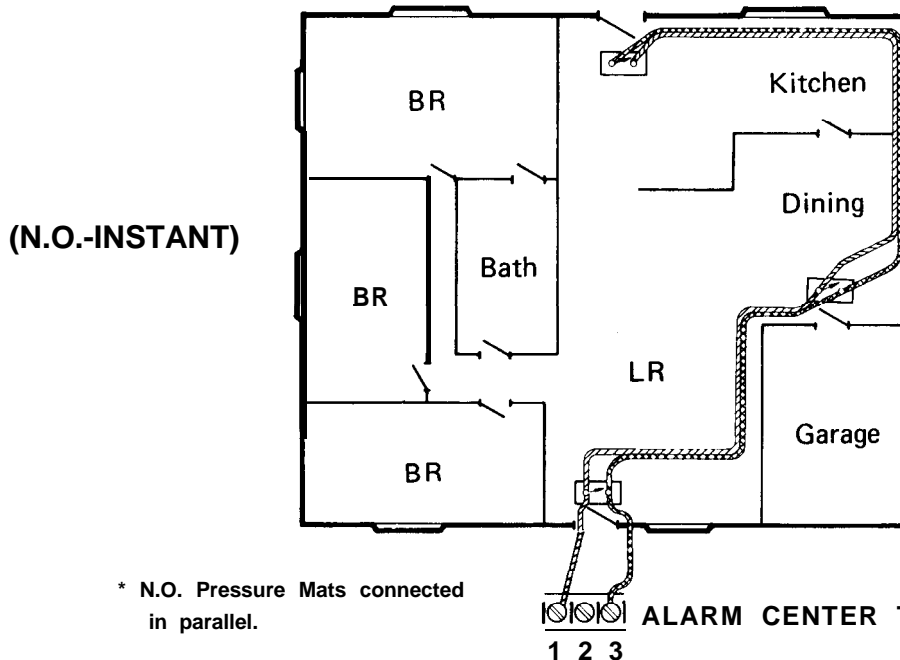 BR
Kitchen
Dining
(N.O.-INSTANT)
Bath
BR
LR
Garage
BR
* N.O. Pressure Mats connected
in parallel.
ALARM CENTER
1 2 3